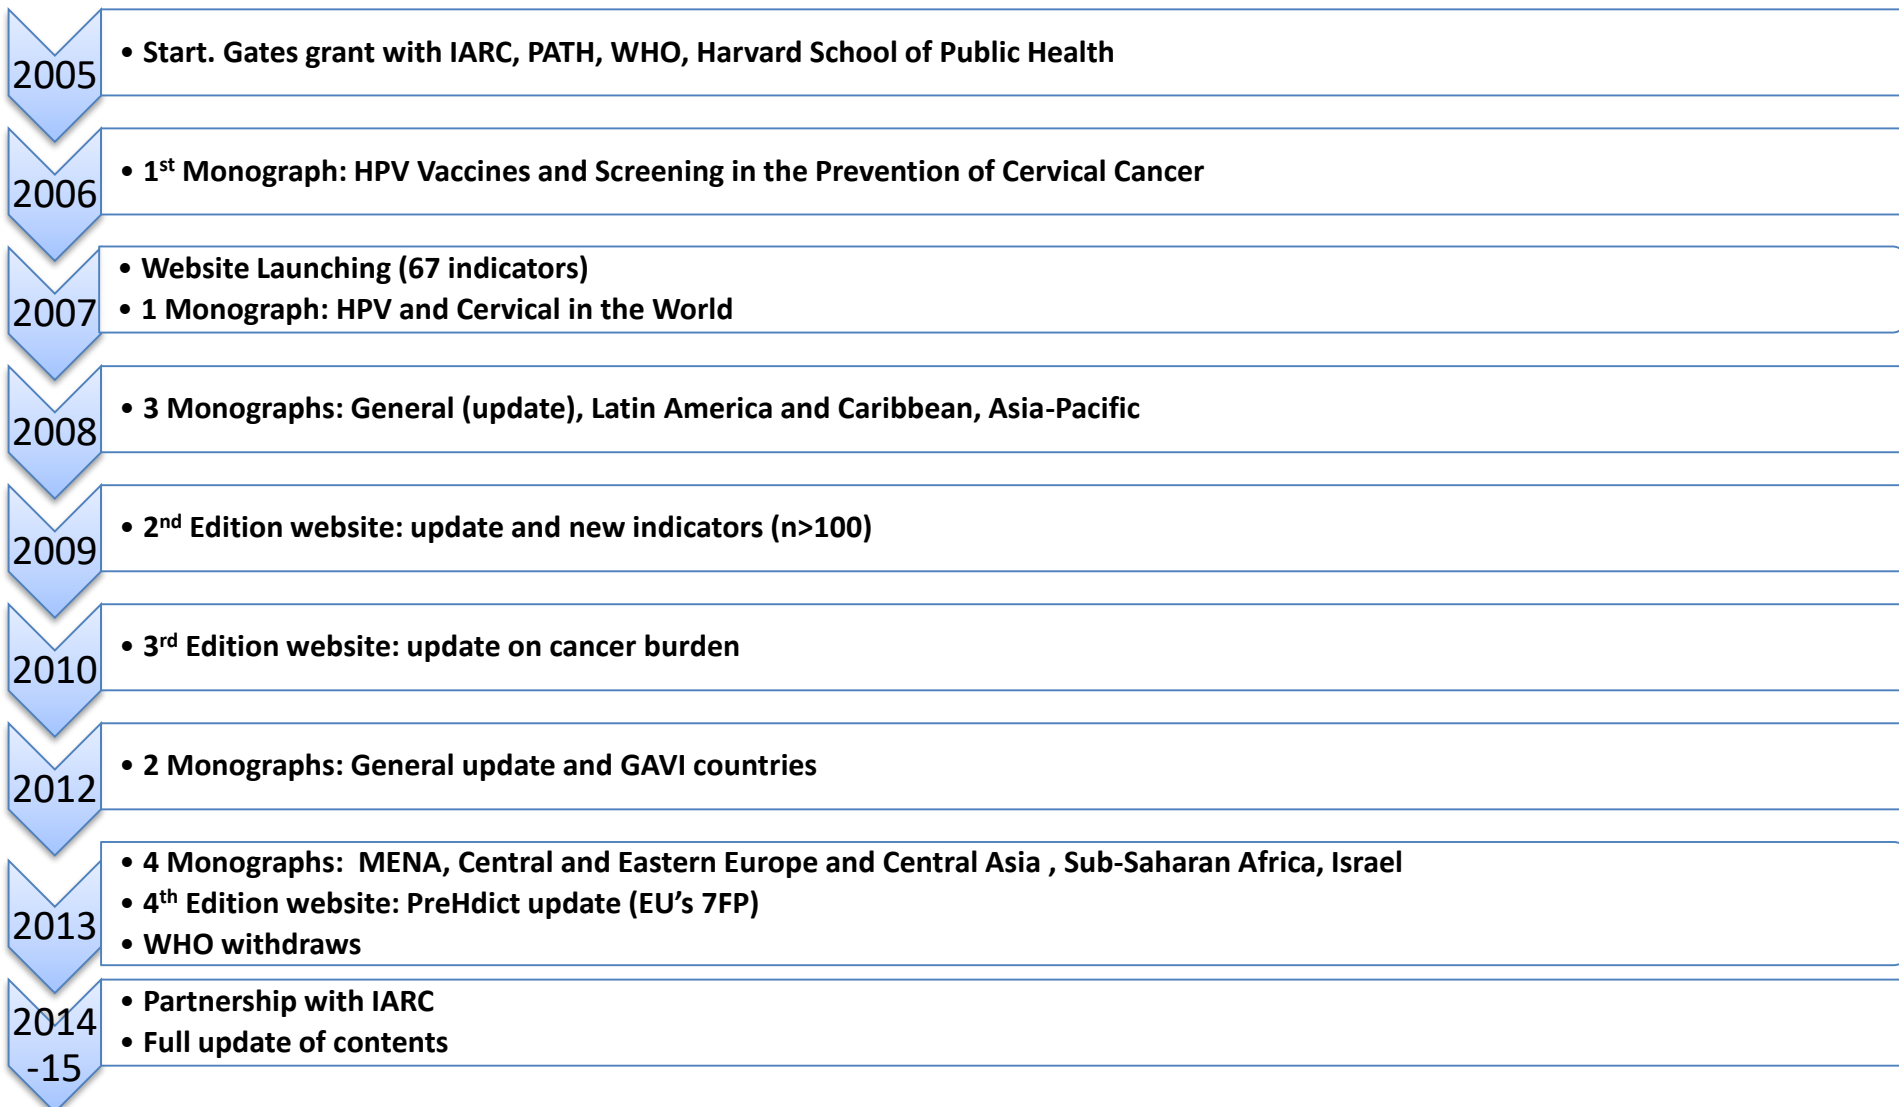 2005
• Start. Gates grant with IARC, PATH, WHO, Harvard School of Public Health
2006
• 1st Monograph: HPV Vaccines and Screening in the Prevention of Cervical Cancer
2007
• Website Launching (67 indicators)
• 1 Monograph: HPV and Cervical in the World
2008
• 3 Monographs: General (update), Latin America and Caribbean, Asia-Pacific
2009
• 2nd Edition website: update and new indicators (n>100)
2010
• 3rd Edition website: update on cancer burden
2012
• 2 Monographs: General update and GAVI countries
2013
• 4 Monographs:  MENA, Central and Eastern Europe and Central Asia , Sub-Saharan Africa, Israel
• 4th Edition website: PreHdict update (EU’s 7FP)
• WHO withdraws
2014
-15
• Partnership with IARC
• Full update of contents